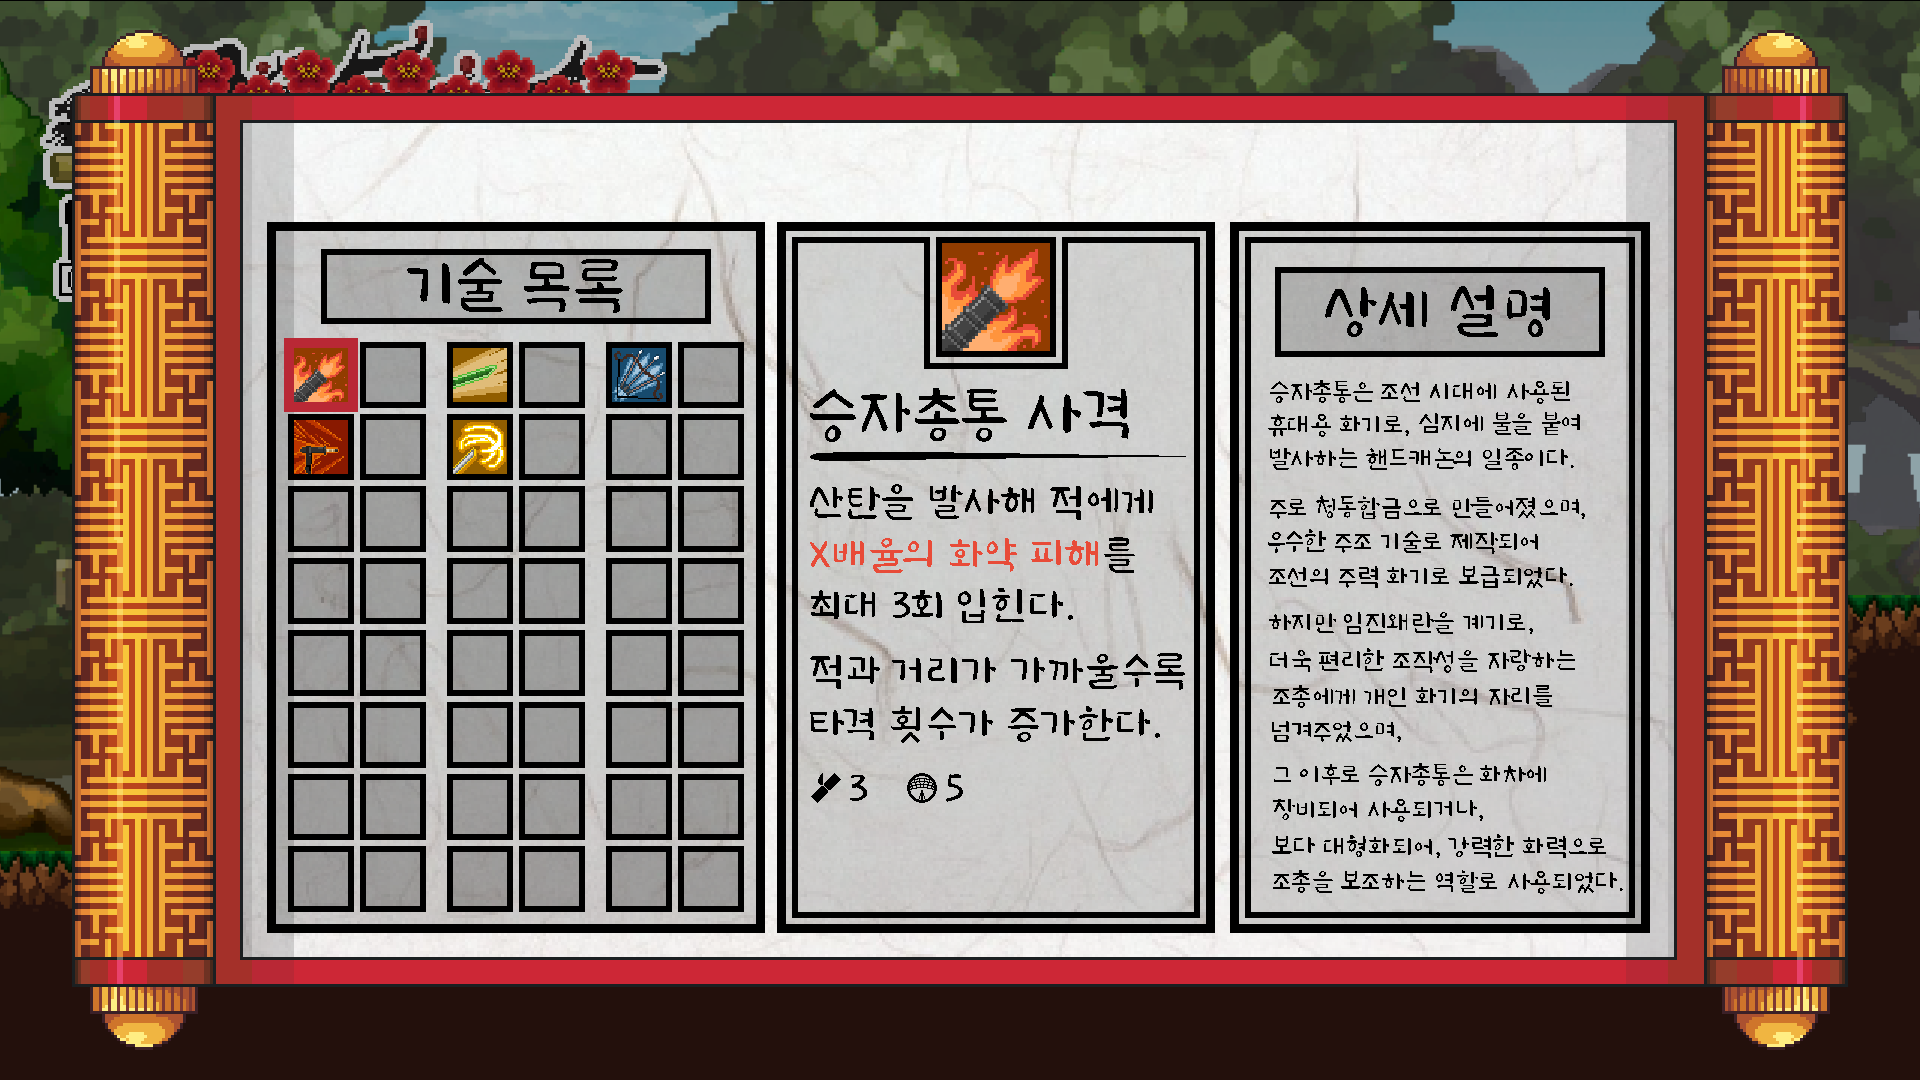 기술 목록
승자총통 사격
산탄을 발사해 적에게
X배율의 화약 피해를
최대 3회 입힌다.
적과 거리가 가까울수록
타격 횟수가 증가한다.
3 5
상세 설명
승자총통은 조선 시대에 사용된
휴대용 화기로, 심지에 불을 붙여
발사하는 핸드캐논의 일종이다.
주로 청동합금으로 만들어졌으며,
우수한 주조 기술로 제작되어
조선의 주력 화기로 보급되었다.
하지만 임진왜란을 계기로,
더욱 편리한 조작성을 자랑하는
조총에게 개인 화기의 자리를
넘겨주었으며,
그 이후로 승자총통은 화차에
장비되어 사용되거나,
보다 대형화되어, 강력한 화력으로
조총을 보조하는 역할로 사용되었다.